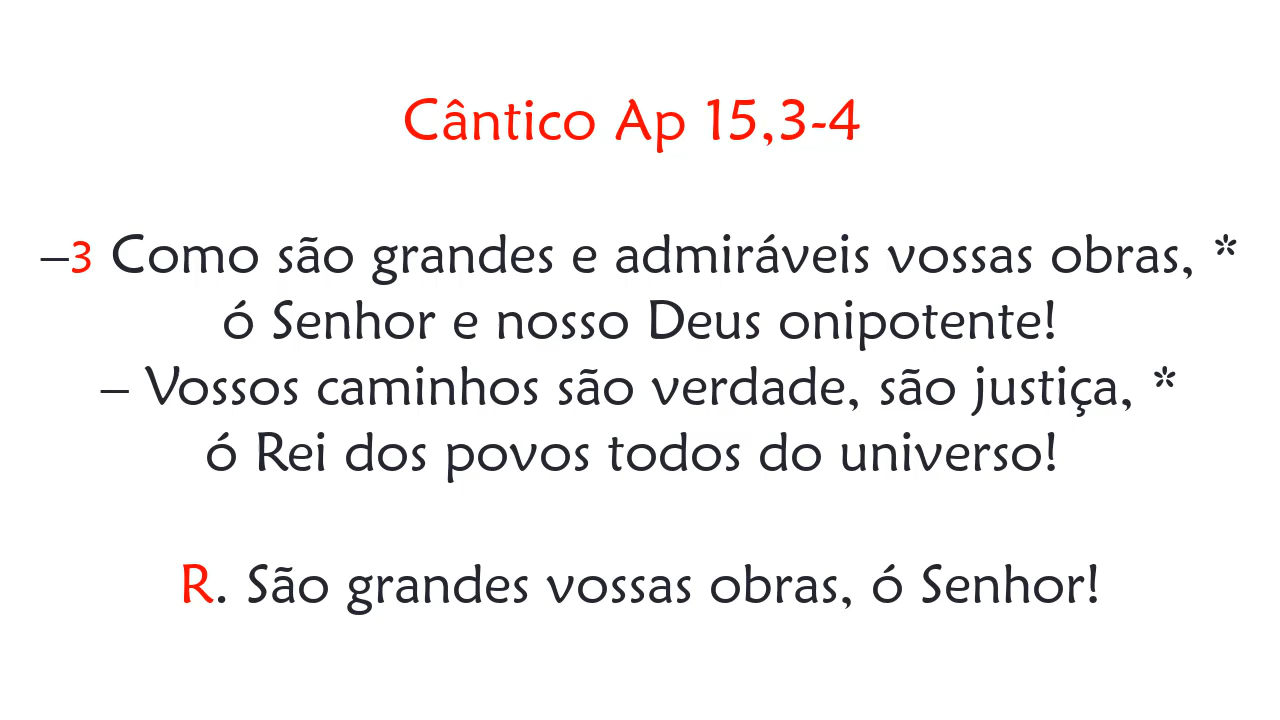 Cântico Ap 15,3-4
–3 Como são grandes e admiráveis vossas obras, *
ó Senhor e nosso Deus onipotente!
– Vossos caminhos são verdade, são justiça, *
ó Rei dos povos todos do universo!
R. São grandes vossas obras, ó Senhor!